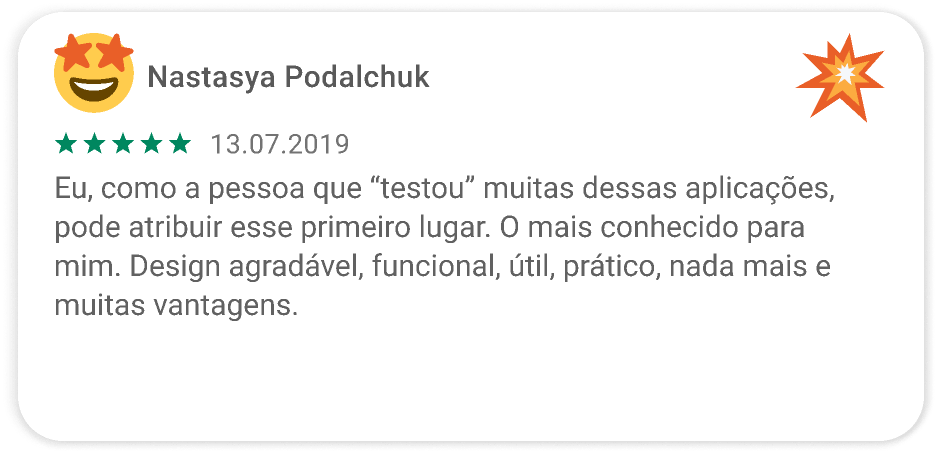 Nastasya Podalchuk
13.07.2019
Eu, como a pessoa que “testou” muitas dessas aplicações,
pode atribuir esse primeiro lugar. O mais conhecido para
mim. Design agradável, funcional, útil, prático, nada mais e
muitas vantagens.